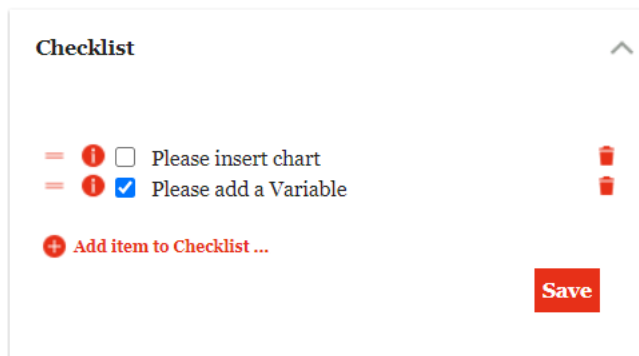 Checklist
Please insert chart
Please add a Variable
Add item to Checklist ...
Save